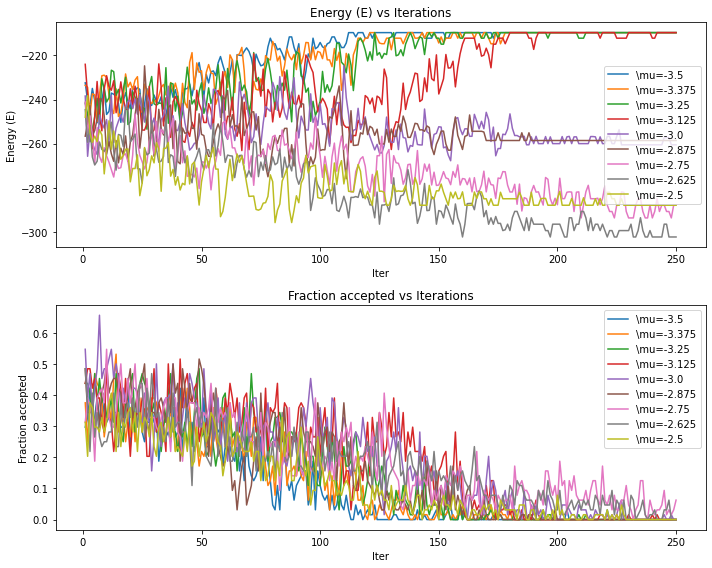 Energy (E) vs Iterations
Energy (E)
−220
−240
−260
−280
−300
\mu=-3.5
\mu=-3.375
\mu=-3.25
\mu=-3.125
\mu=-3.0
\mu=-2.875
\mu=-2.75
\mu=-2.625
\mu=-2.5
0 50 100 150 200 250
Iter
Fraction accepted vs Iterations
Fraction accepted
0.6
0.5
0.4
0.3
0.2
0.1
0.0
\mu=-3.5
\mu=-3.375
\mu=-3.25
\mu=-3.125
\mu=-3.0
\mu=-2.875
\mu=-2.75
\mu=-2.625
\mu=-2.5
0 50 100 150 200 250
Iter